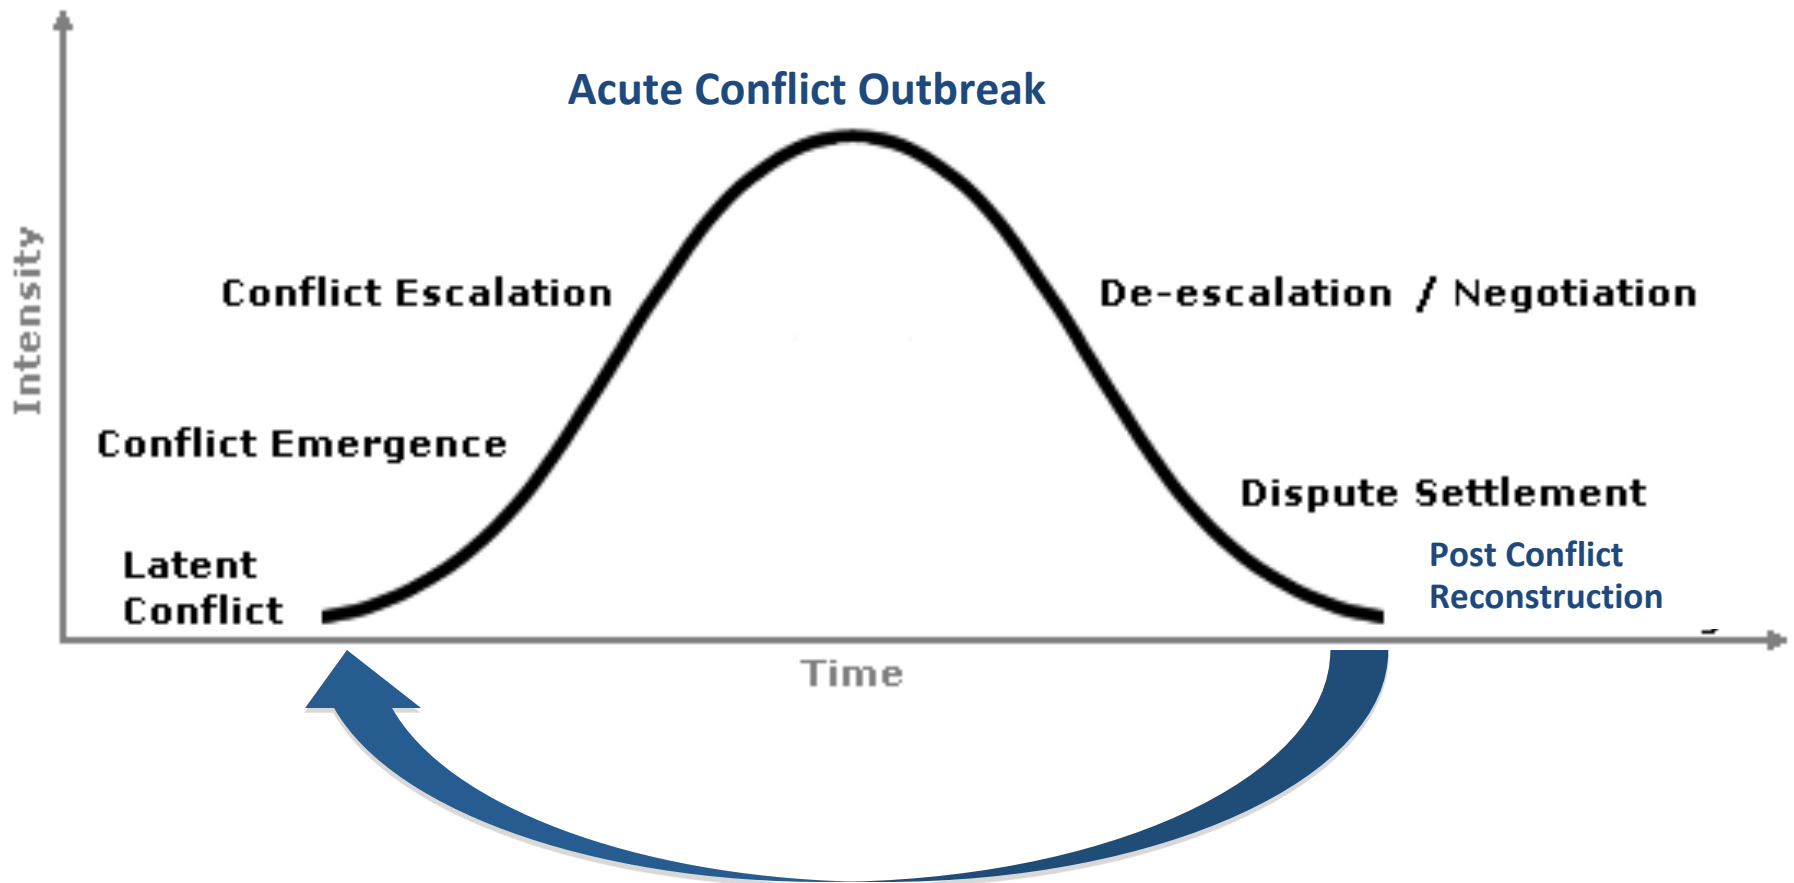 Acute Conflict Outbreak
Conflict Escalation
De-escalation / Negotiation
Intensity
Conflict Emergence
Dispute Settlement
Latent
Conflict
Post Conflict
Reconstruction
Time